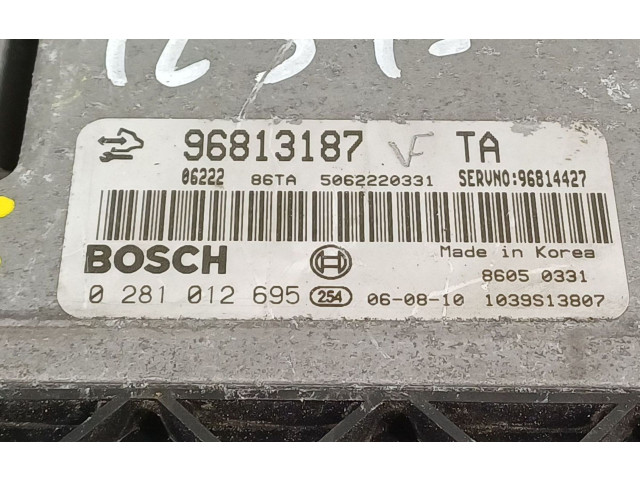 96813187 VF TA
06222 86TA 5062220331 SERVNO:96814427
BOSCH Made in Korea
8605 0331
0 281 012 695 254 06-08-10 1039S13807